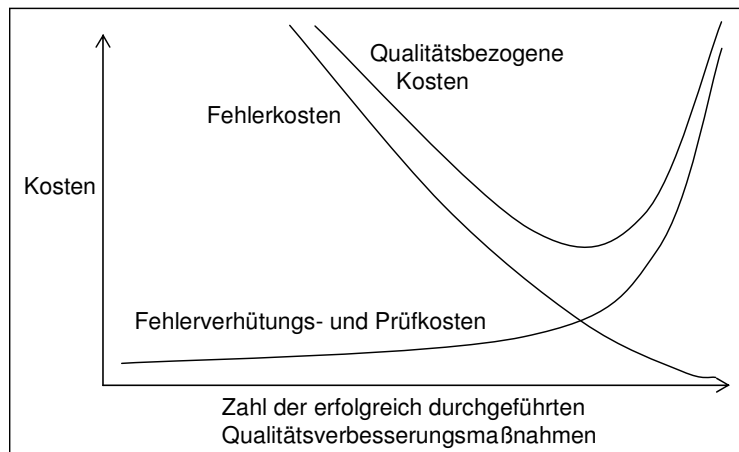 Qualitätsbezogene
Kosten
Fehlerkosten
Kosten
Fehlerverhütungs- und Prüfkosten
Zahl der erfolgreich durchgeführten
Qualitätsverbesserungsmaßnahmen